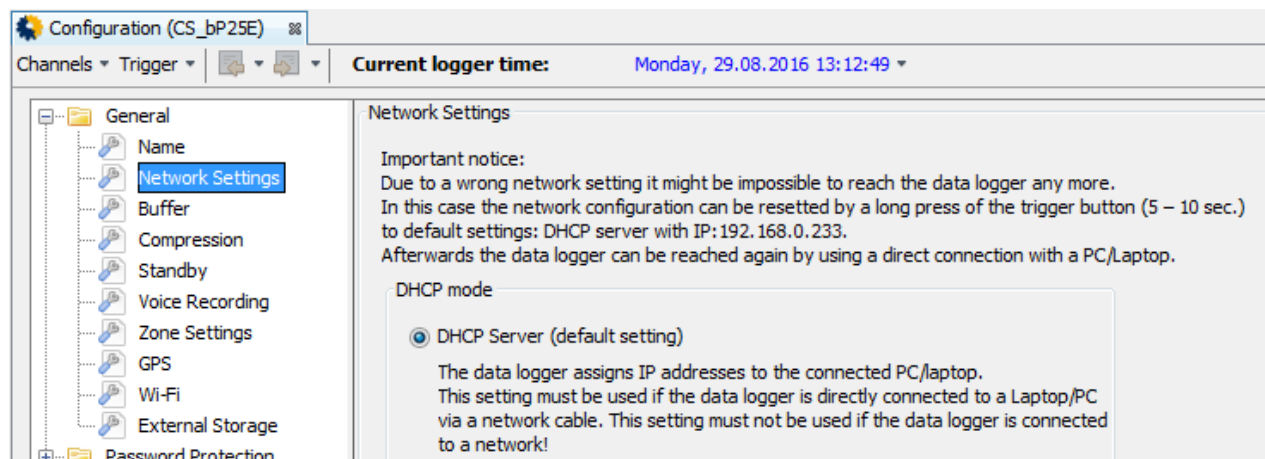 Configuration (CS_bP25E)
Channels Trigger Current logger time: Monday, 29.08.2016 13:12:49
General
Name
Network Settings
Buffer
Compression
Standby
Voice Recording
Zone Settings
GPS
Wi-Fi
External Storage
Password Protection
Network Settings
Important notice:
Due to a wrong network setting it might be impossible to reach the data logger any more.
In this case the network configuration can be resetted by a long press of the trigger button (5 – 10 sec.)
to default settings: DHCP server with IP:192.168.0.233.
Afterwards the data logger can be reached again by using a direct connection with a PC/Laptop.
DHCP mode
DHCP Server (default setting)
The data logger assigns IP addresses to the connected PC/laptop.
This setting must be used if the data logger is directly connected to a Laptop/PC
via a network cable. This setting must not be used if the data logger is connected
to a network!